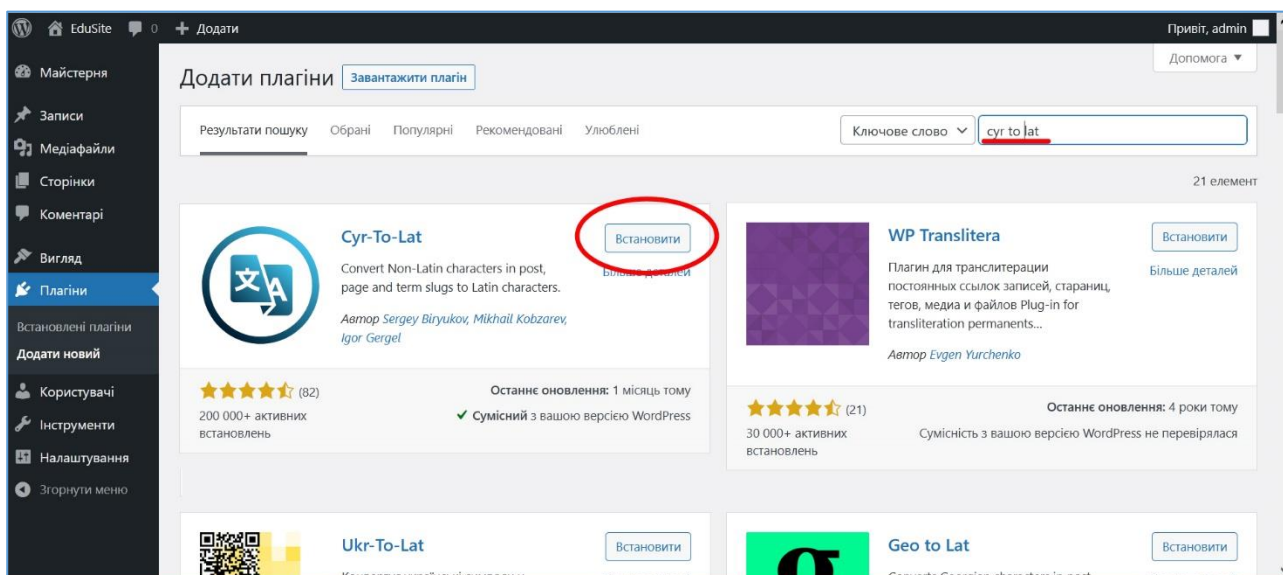 EduSite 0 + Додати
Привіт, admin
Майстерня
Записи
Медіафайли
Сторінки
Коментарі
Вигляд
Плагіни
Встановлені плагіни
Додати новий
Користувачі
Інструменти
Налаштування
Згорнути меню
Допомога ▼
Додати плагіни Завантажити плагін
Результати пошуку Обрані Популярні Рекомендовані Улюблені
Ключове слово cyr to lat
21 елемент
Cyr-To-Lat
Встановити
Більше деталей
Convert Non-Latin characters in post,
page and term slugs to Latin characters.
Автор Sergey Biryukov, Mikhail Kobzarev,
Igor Gergel
(82)
200 000+ активних
встановлень
Останнє оновлення: 1 місяць тому
✔ Сумісний з вашою версією WordPress
WP Translitera
Встановити
Більше деталей
Плагин для транслитерации
постоянных ссылок записей, стараниц,
тегов, медиа и файлов Plug-in for
transliteration permanents...
Автор Evgen Yurchenko
(21)
30 000+ активних
встановлень
Останнє оновлення: 4 роки тому
Сумісність з вашою версією WordPress не перевірялася
Ukr-To-Lat
Встановити
Geo to Lat
Встановити